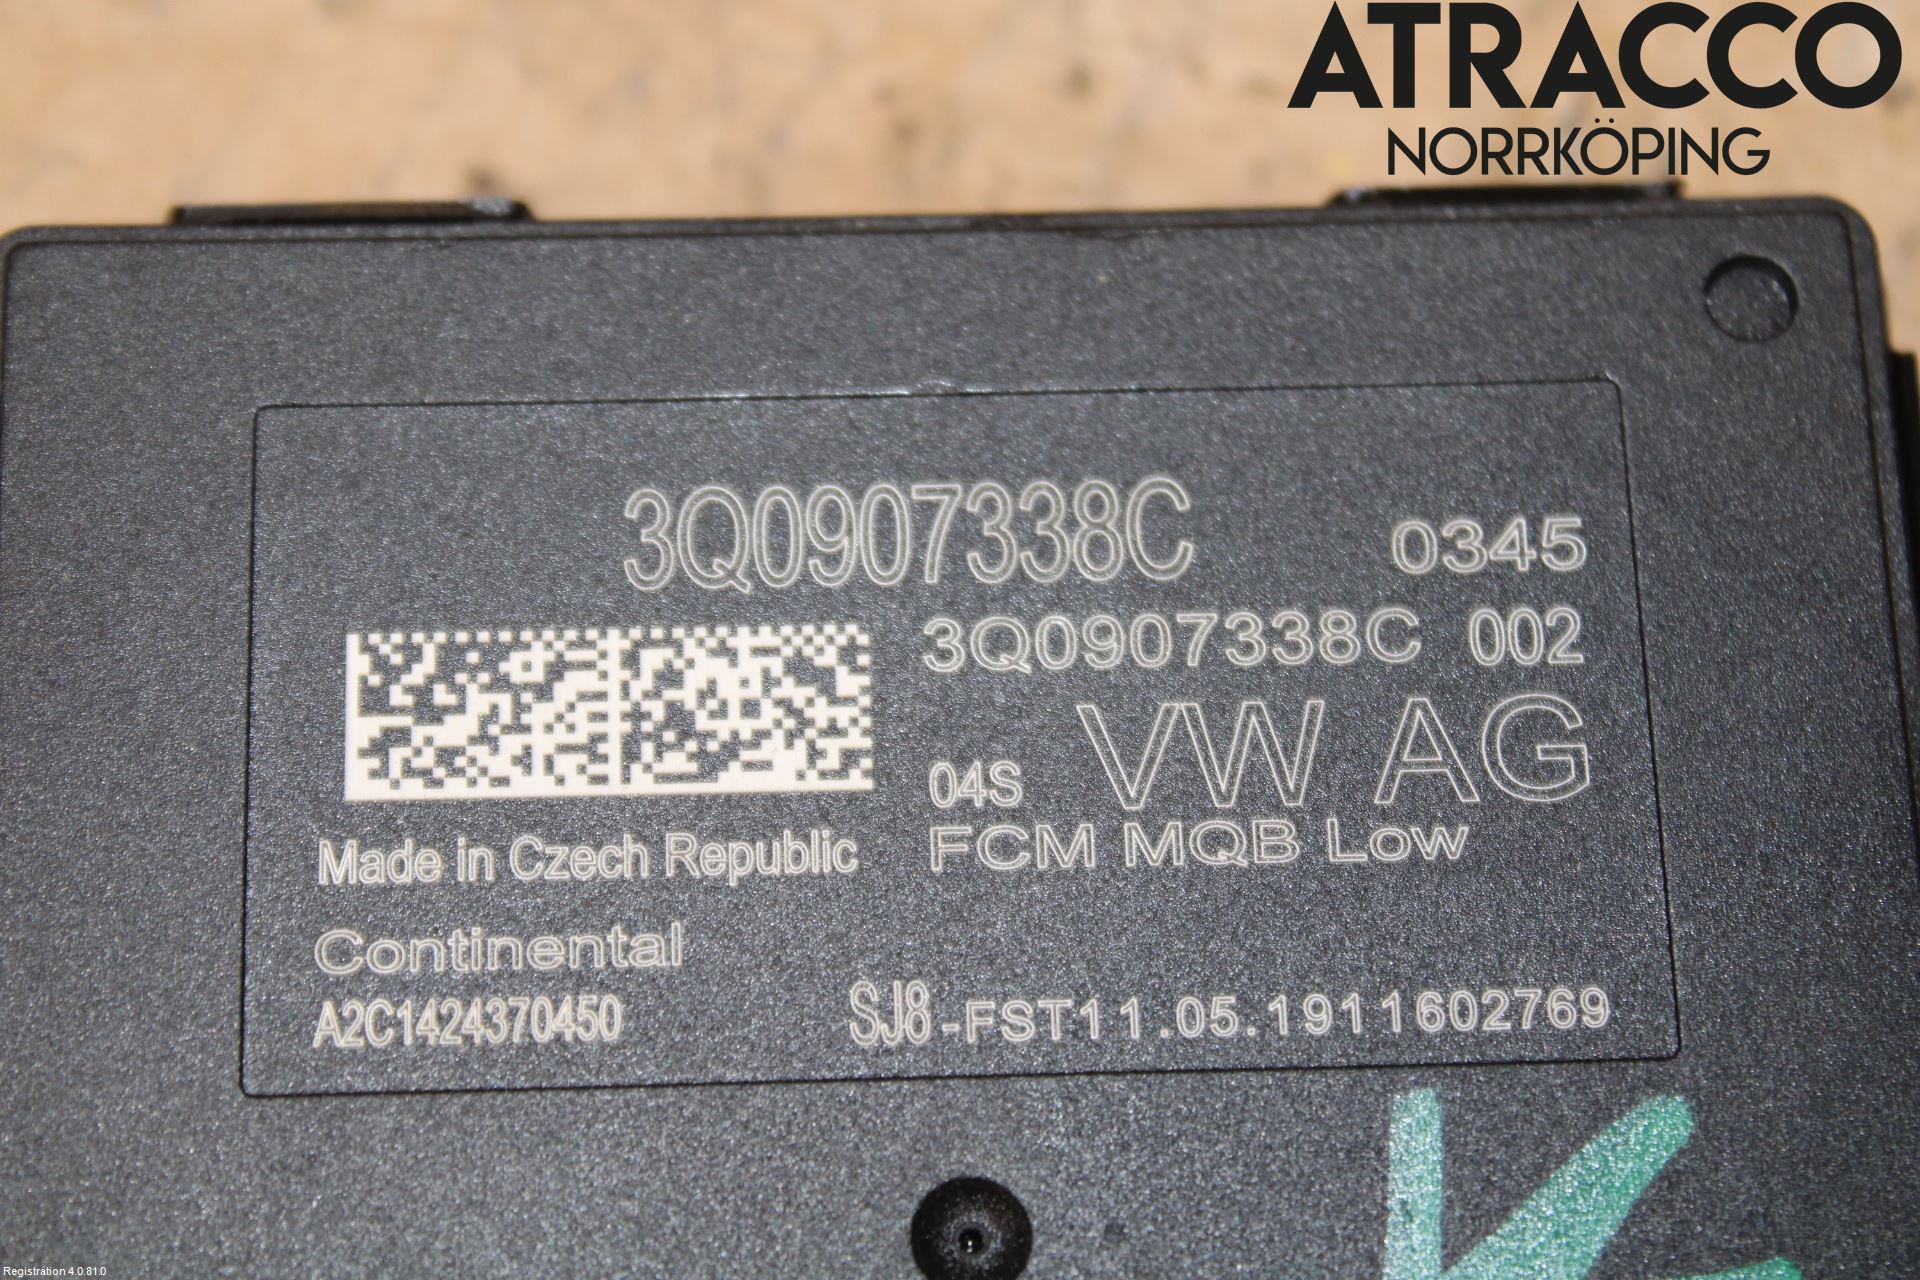 ATRACCO
NORRKÖPING
3Q0907338C 0345
3Q0907338C 002
04S VW AG
FCM MQB Low
Made in Czech Republic
Continental
A2C1424370450 SJ8-FST11.05.1911602769
Registration 4.0.81.0